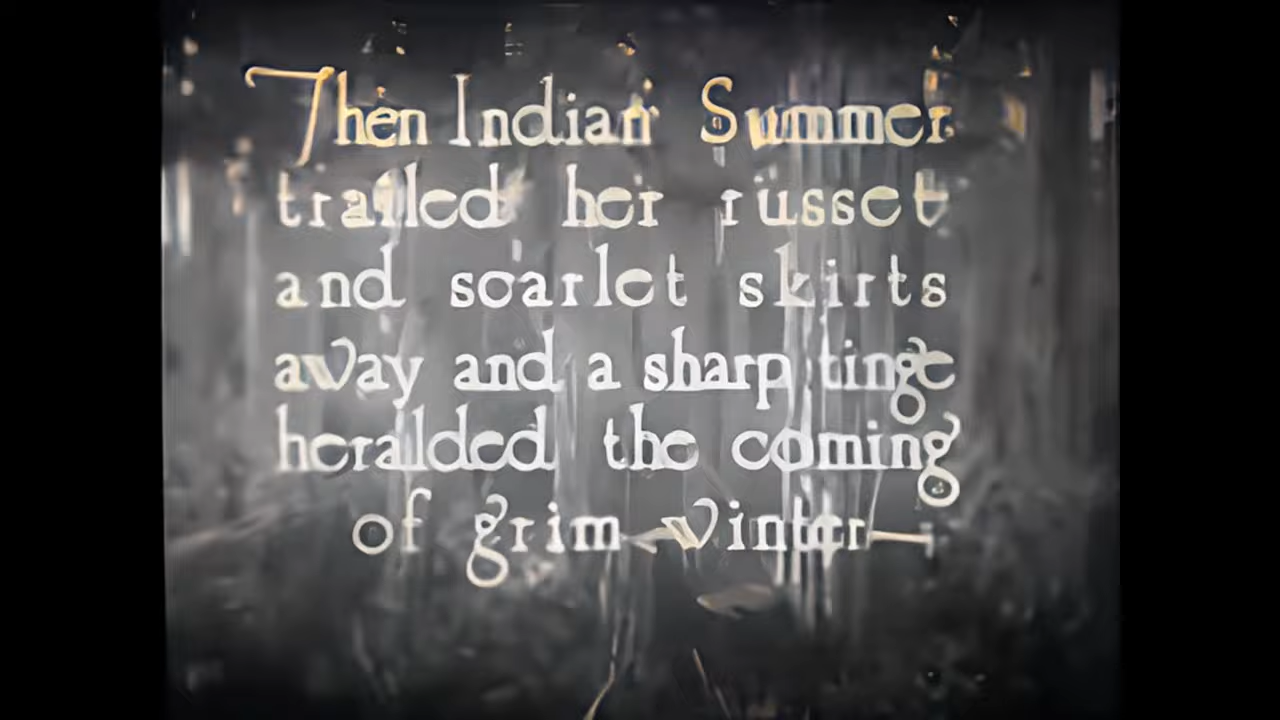 Then Indian Summer
trailed her russet
and scarlet skirts
away and a sharp tinge
heralded the coming
of grim winter—